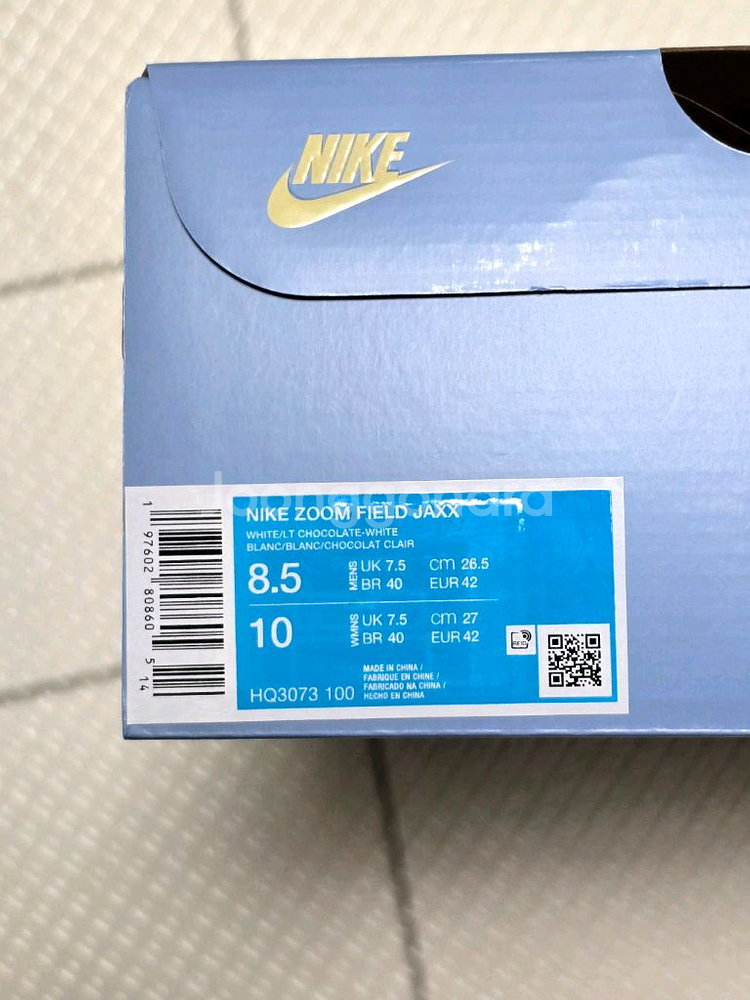 NIKE
joonggonara
NIKE ZOOM FIELD JAXX
WHITE/LT CHOCOLATE-WHITE
BLANC/BLANC/CHOCOLAT CLAIR
8.5 MENS UK 7.5 cm 26.5
BR 40 EUR 42
10 WMNS UK 7.5 cm 27
BR 40 EUR 42
RFID
MADE IN CHINA /
FABRIQUE EN CHINE /
FABRICADO NA CHINA /
HECHO EN CHINA
HQ3073 100
1 97602 80860 5 14